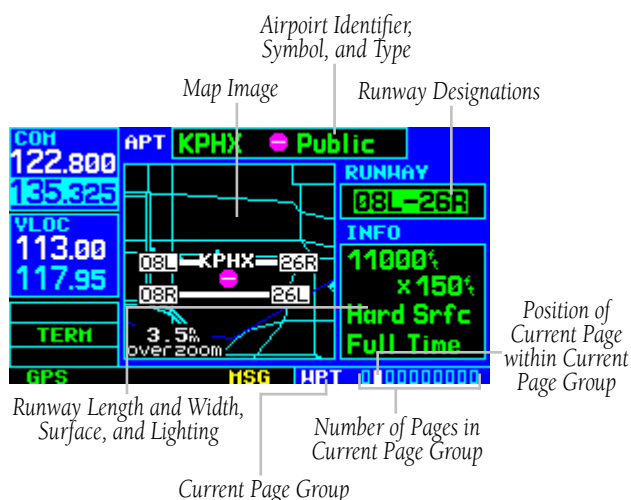 Airpoirt Identifier,
Symbol, and Type
Map Image
Runway Designations
COM
122.800
135.325
VLOC
113.00
117.95
TERM
GPS
APT KPHX Public
RUNWAY
08L-26R
INFO
11000ft
x 150ft
Hard Srfc
Full Time
08L KPHX 26R
08R 26L
3.5nm
overzoom
MSG WPT
Position of
Current Page
within Current
Page Group
Runway Length and Width,
Surface, and Lighting
Number of Pages in
Current Page Group
Current Page Group